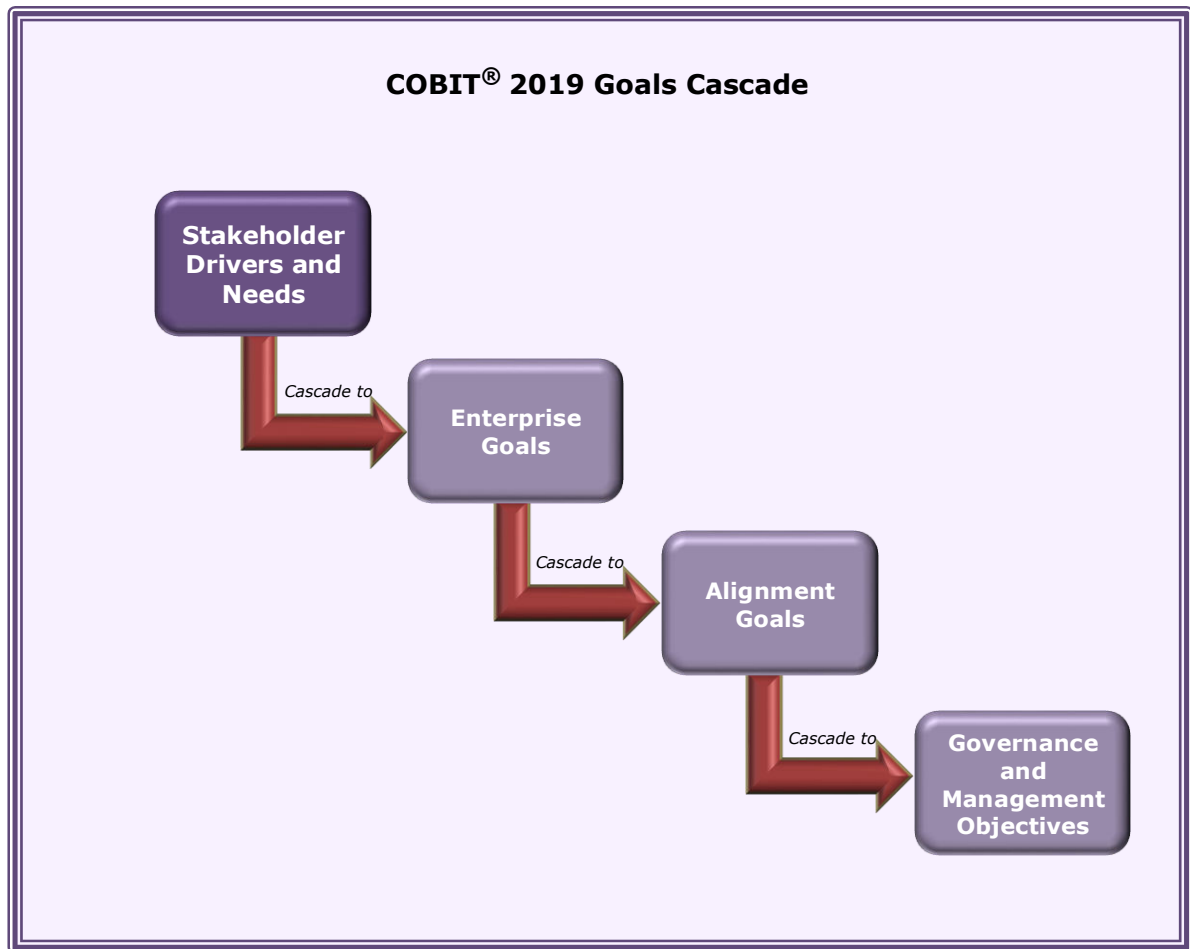 COBIT® 2019 Goals Cascade
Stakeholder
Drivers and
Needs
Cascade to
Enterprise
Goals
Cascade to
Alignment
Goals
Cascade to
Governance
and
Management
Objectives